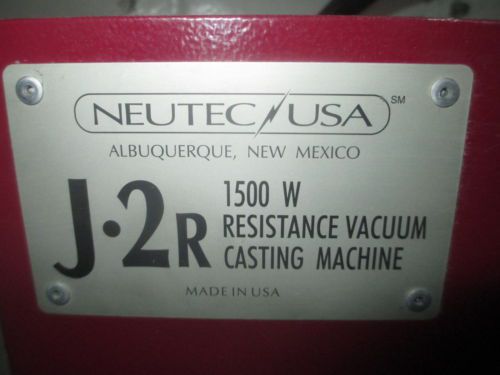 NEUTEC/USA SM
ALBUQUERQUE, NEW MEXICO
J·2R
1500 W
RESISTANCE VACUUM
CASTING MACHINE
MADE IN USA